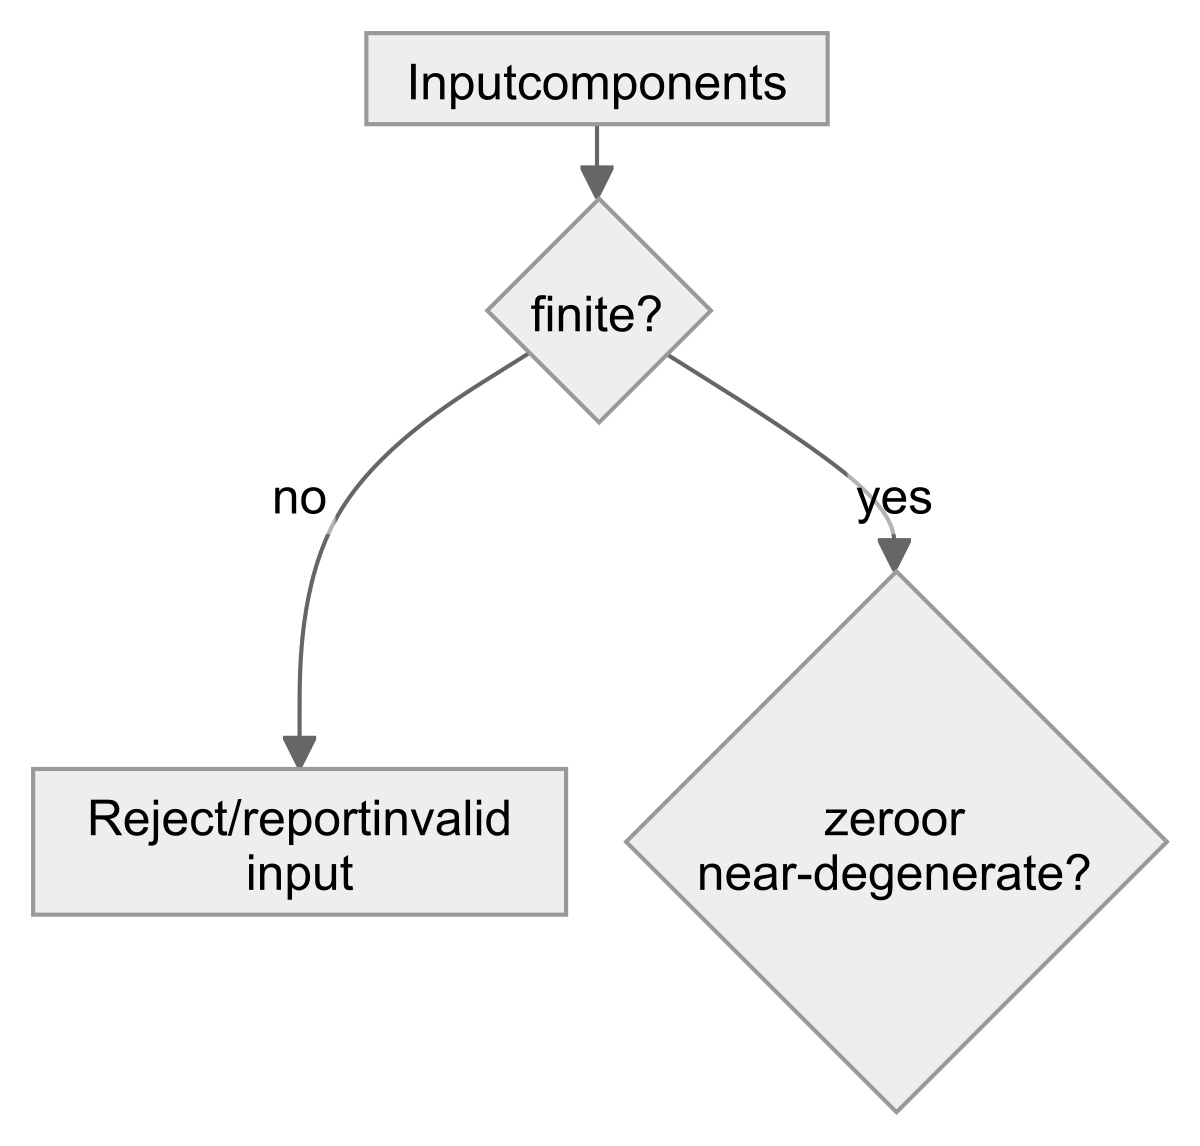 Inputcomponents
finite?
no
yes
Reject/reportinvalid
input
zeroor
near-degenerate?